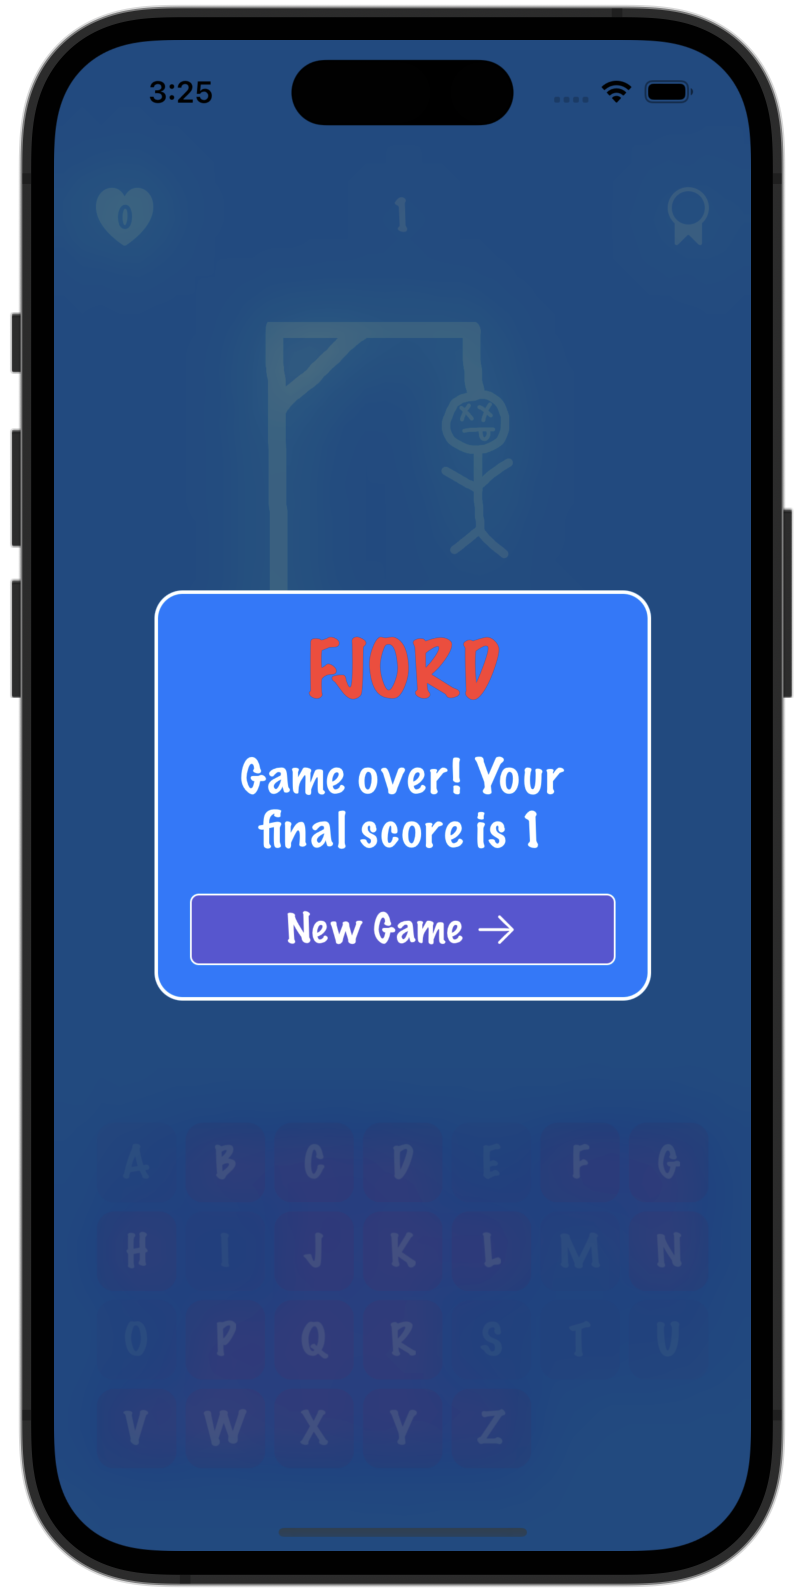 3:25
0
1
FJORD
Game over! Your
final score is 1
New Game →
A B C D E F G
H I J K L M N
O P Q R S T U
V W X Y Z